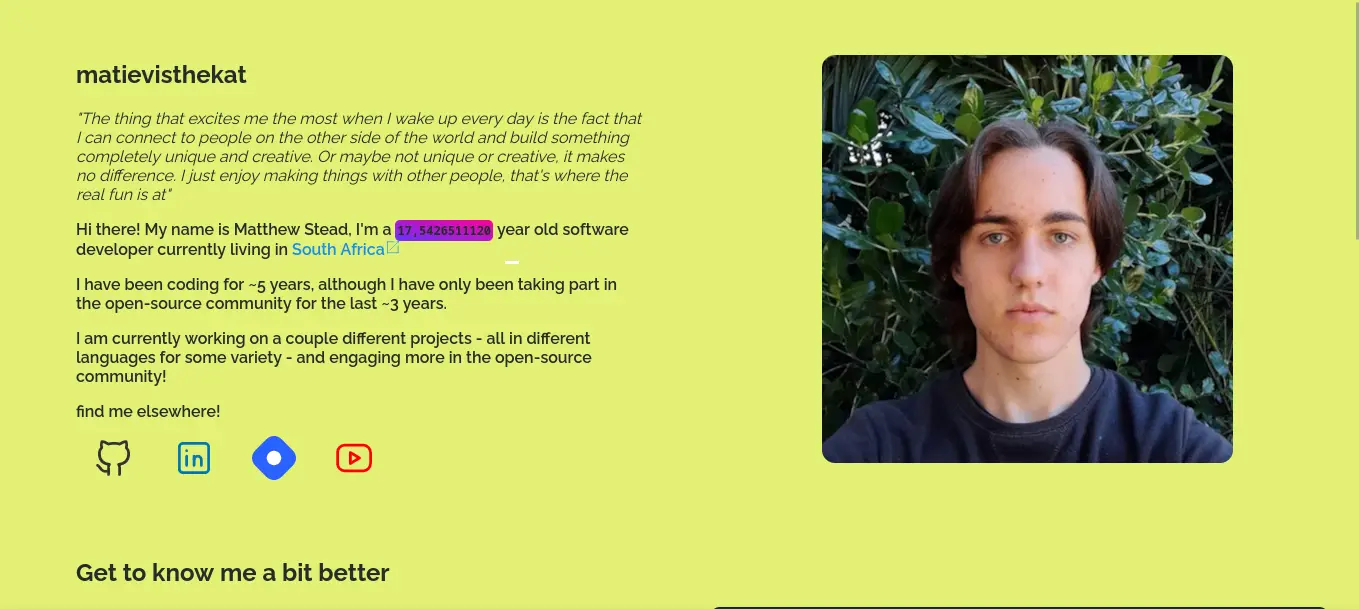 matievisthekat
"The thing that excites me the most when I wake up every day is the fact that
I can connect to people on the other side of the world and build something
completely unique and creative. Or maybe not unique or creative, it makes
no difference. I just enjoy making things with other people, that's where the
real fun is at"
Hi there! My name is Matthew Stead, I'm a 17,5426511120 year old software
developer currently living in South Africa
I have been coding for ~5 years, although I have only been taking part in
the open-source community for the last ~3 years.
I am currently working on a couple different projects - all in different
languages for some variety - and engaging more in the open-source
community!
find me elsewhere!
in
Get to know me a bit better